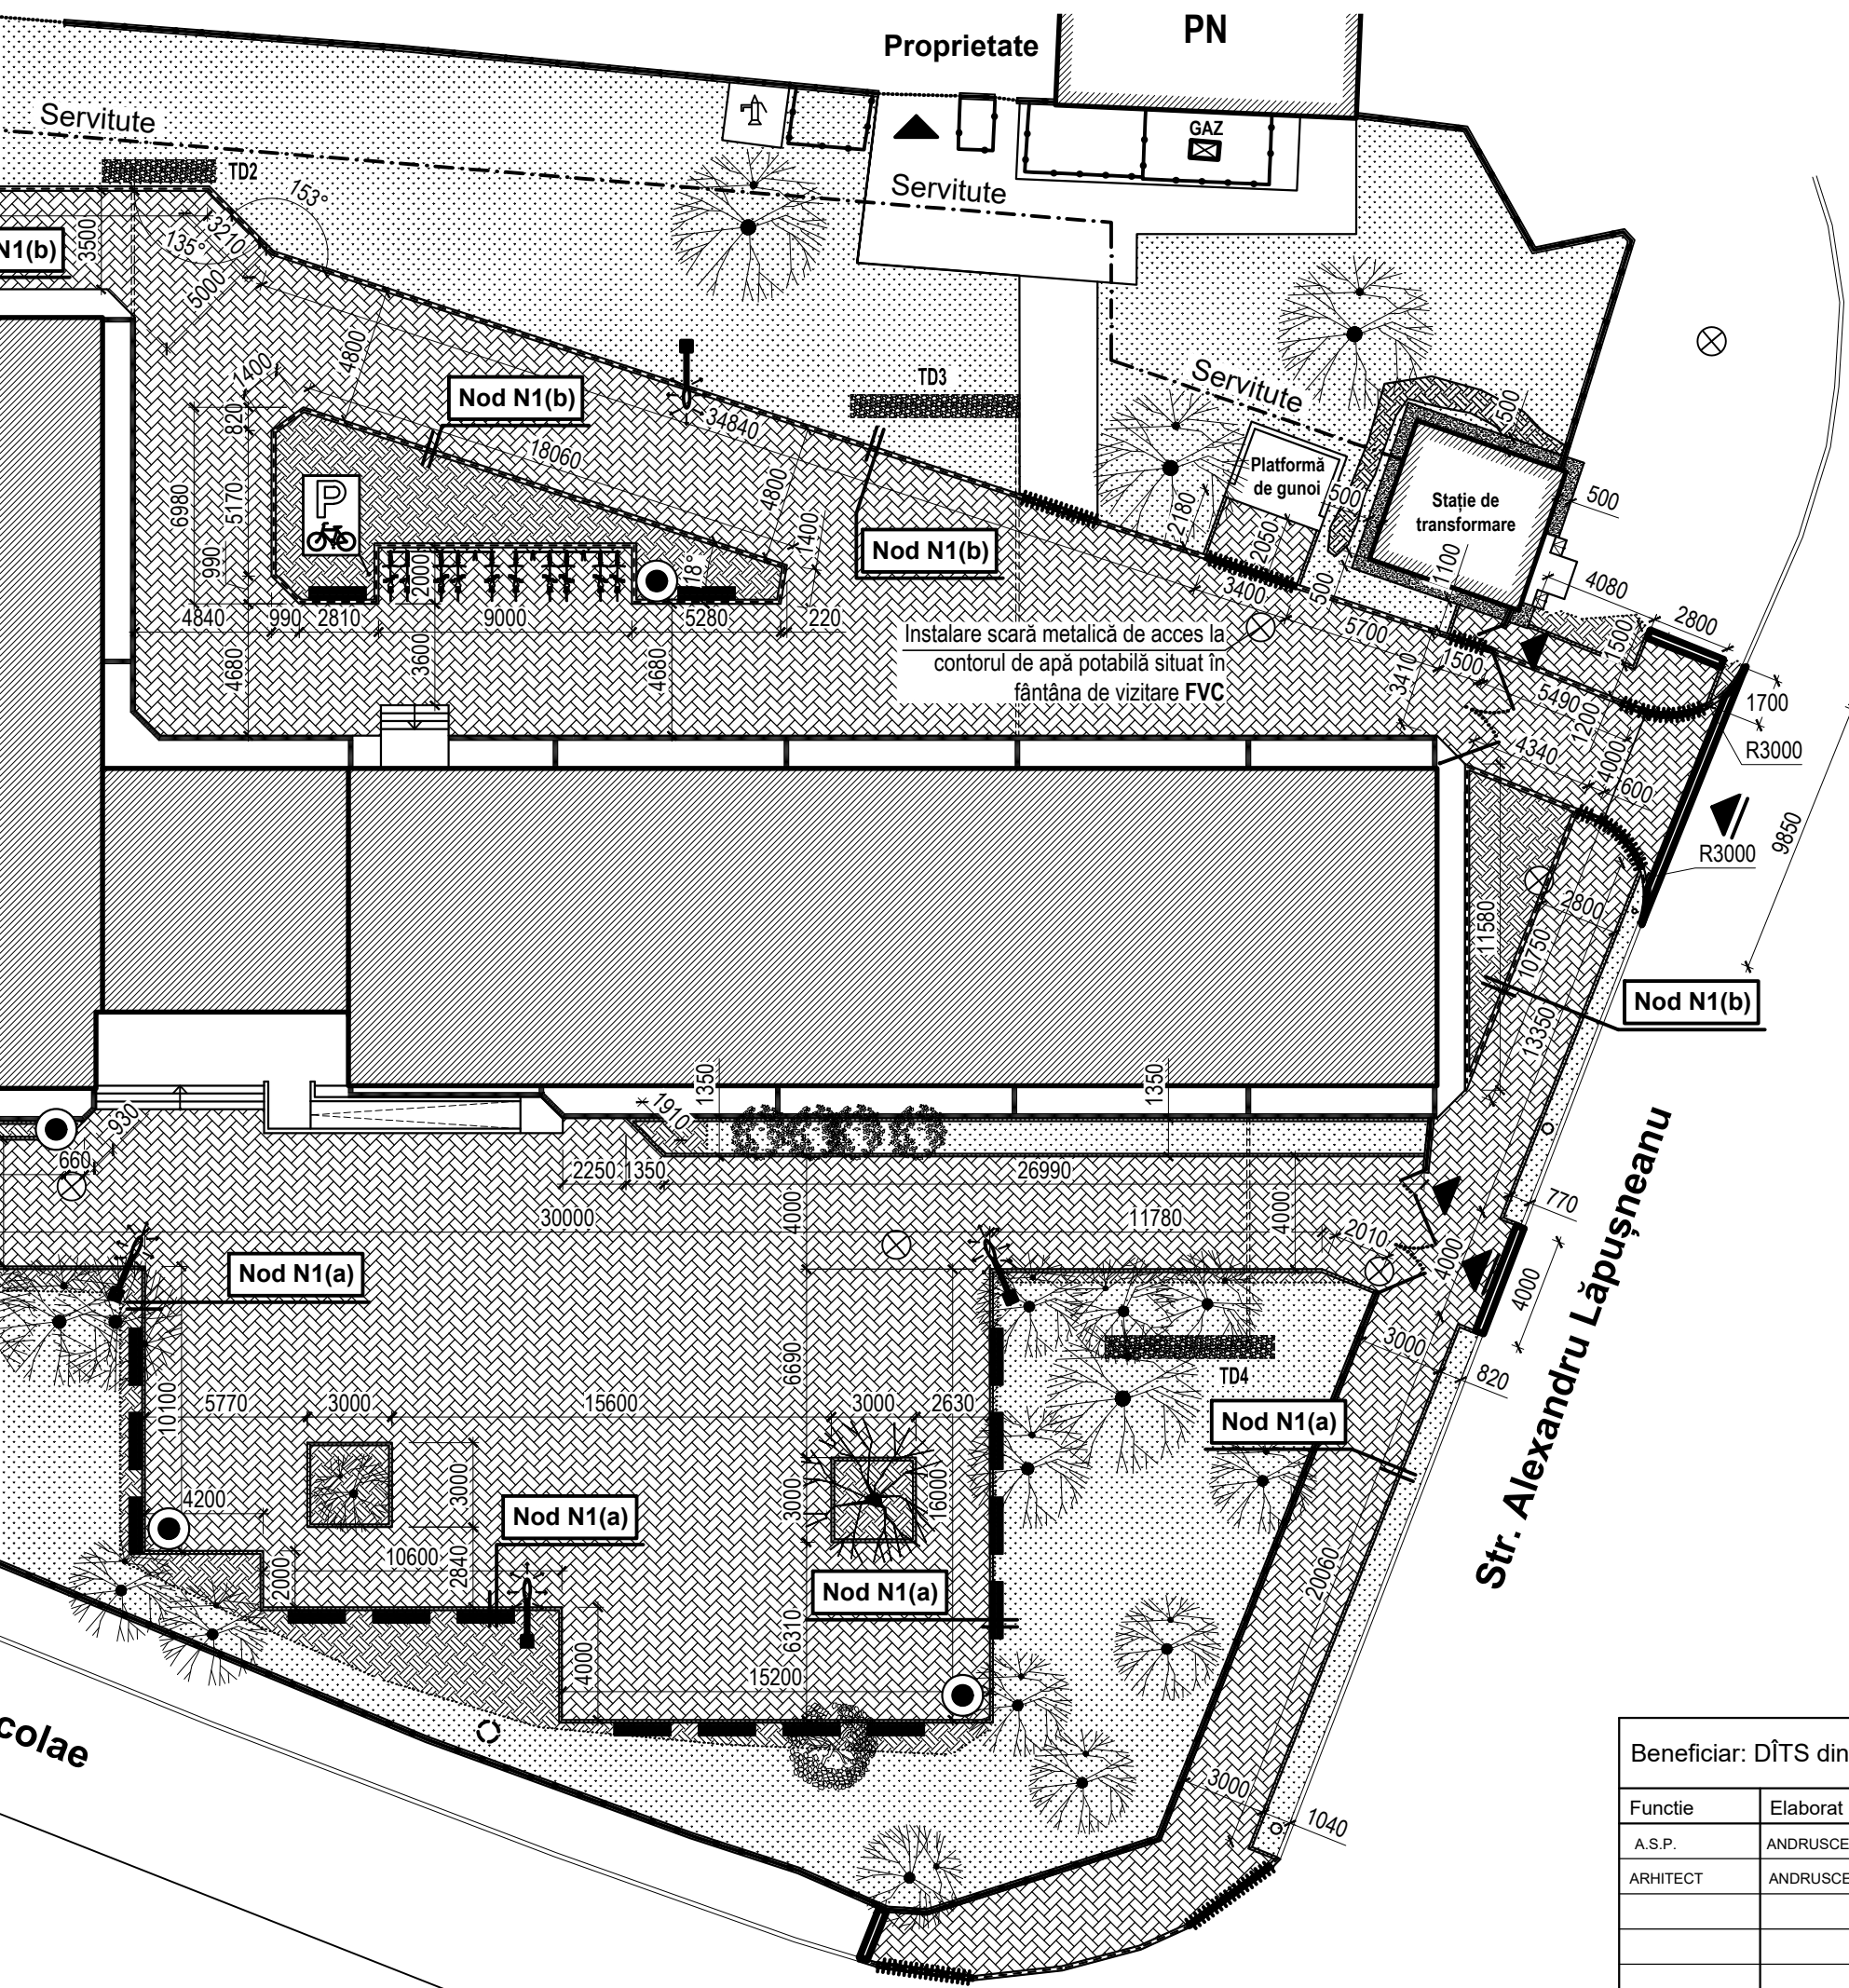 Proprietate
PN
Servitute
GAZ
TD2
153°
Servitute
3210
135°
3500
N1(b)
5000
4800
Servitute
TD3
1400
Nod N1(b)
34840
820
18060
1500
Platformă
de gunoi
500
Stație de
transformare
500
6980
5170
P
4800
2180
2050
1400
Nod N1(b)
990
2000
18°
1100
500
3400
4080
4840
990
2810
9000
5280
220
2800
Instalare scară metalică de acces la
contorul de apă potabilă situat în
fântâna de vizitare FVC
5700
1500
1500
4680
3600
4680
3410
5490
1200
1700
R3000
4340
4000
600
9850
R3000
2800
11580
10750
Nod N1(b)
13350
1350
1350
1910
930
660
2250
1350
26990
770
30000
4000
11780
4000
2010
4000
4000
Nod N1(a)
3000
820
TD4
6690
10100
5770
3000
15600
3000
2630
Nod N1(a)
Str. Alexandru Lăpușneanu
3000
3000
16000
4200
Nod N1(a)
10600
2840
2000
20060
Nod N1(a)
6310
4000
15200
3000
1040
colae
Beneficiar: DÎTS din
Functie
Elaborat
A.S.P.
ANDRUSCE
ARHITECT
ANDRUSCE